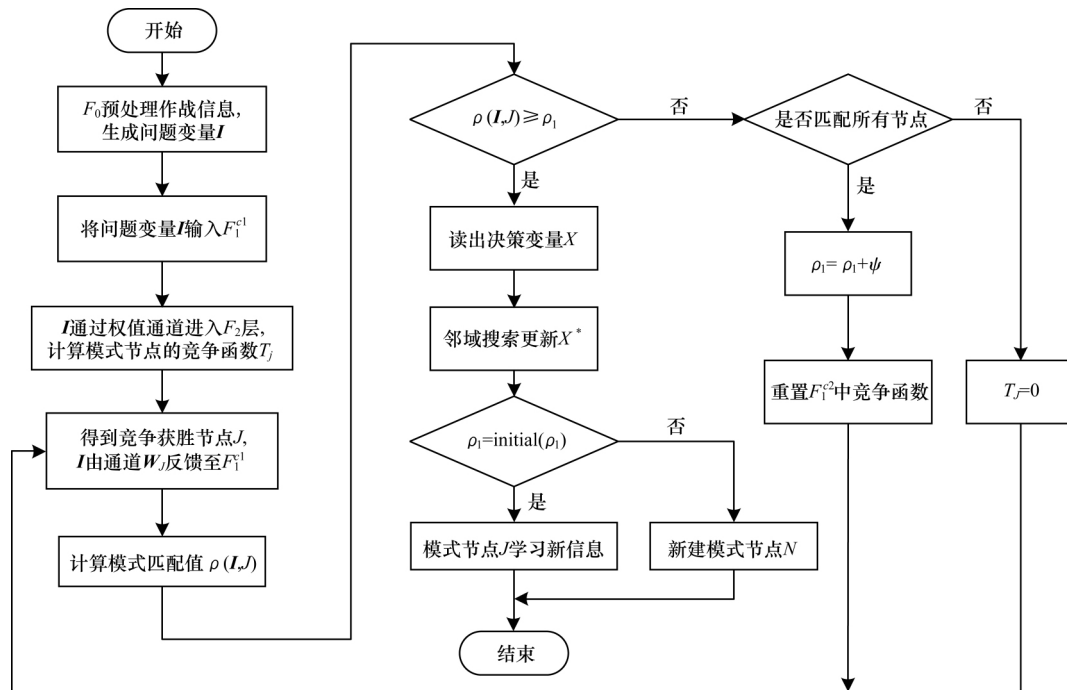 开始
F₀预处理作战信息,
生成问题变量I
将问题变量I输入F₁ᶜ¹
I通过权值通道进入F₂层,
计算模式节点的竞争函数Tⱼ
得到竞争获胜节点J,
I由通道W_J反馈至F₁ᶜ¹
计算模式匹配值 ρ(I,J)
ρ(I,J)≥ρ₁
否
是
读出决策变量X
邻域搜索更新X*
ρ₁=initial(ρ₁)
否
是
模式节点J学习新信息
新建模式节点N
结束
是否匹配所有节点
否
是
ρ₁= ρ₁+ψ
重置F₁ᶜ²中竞争函数
T_J=0